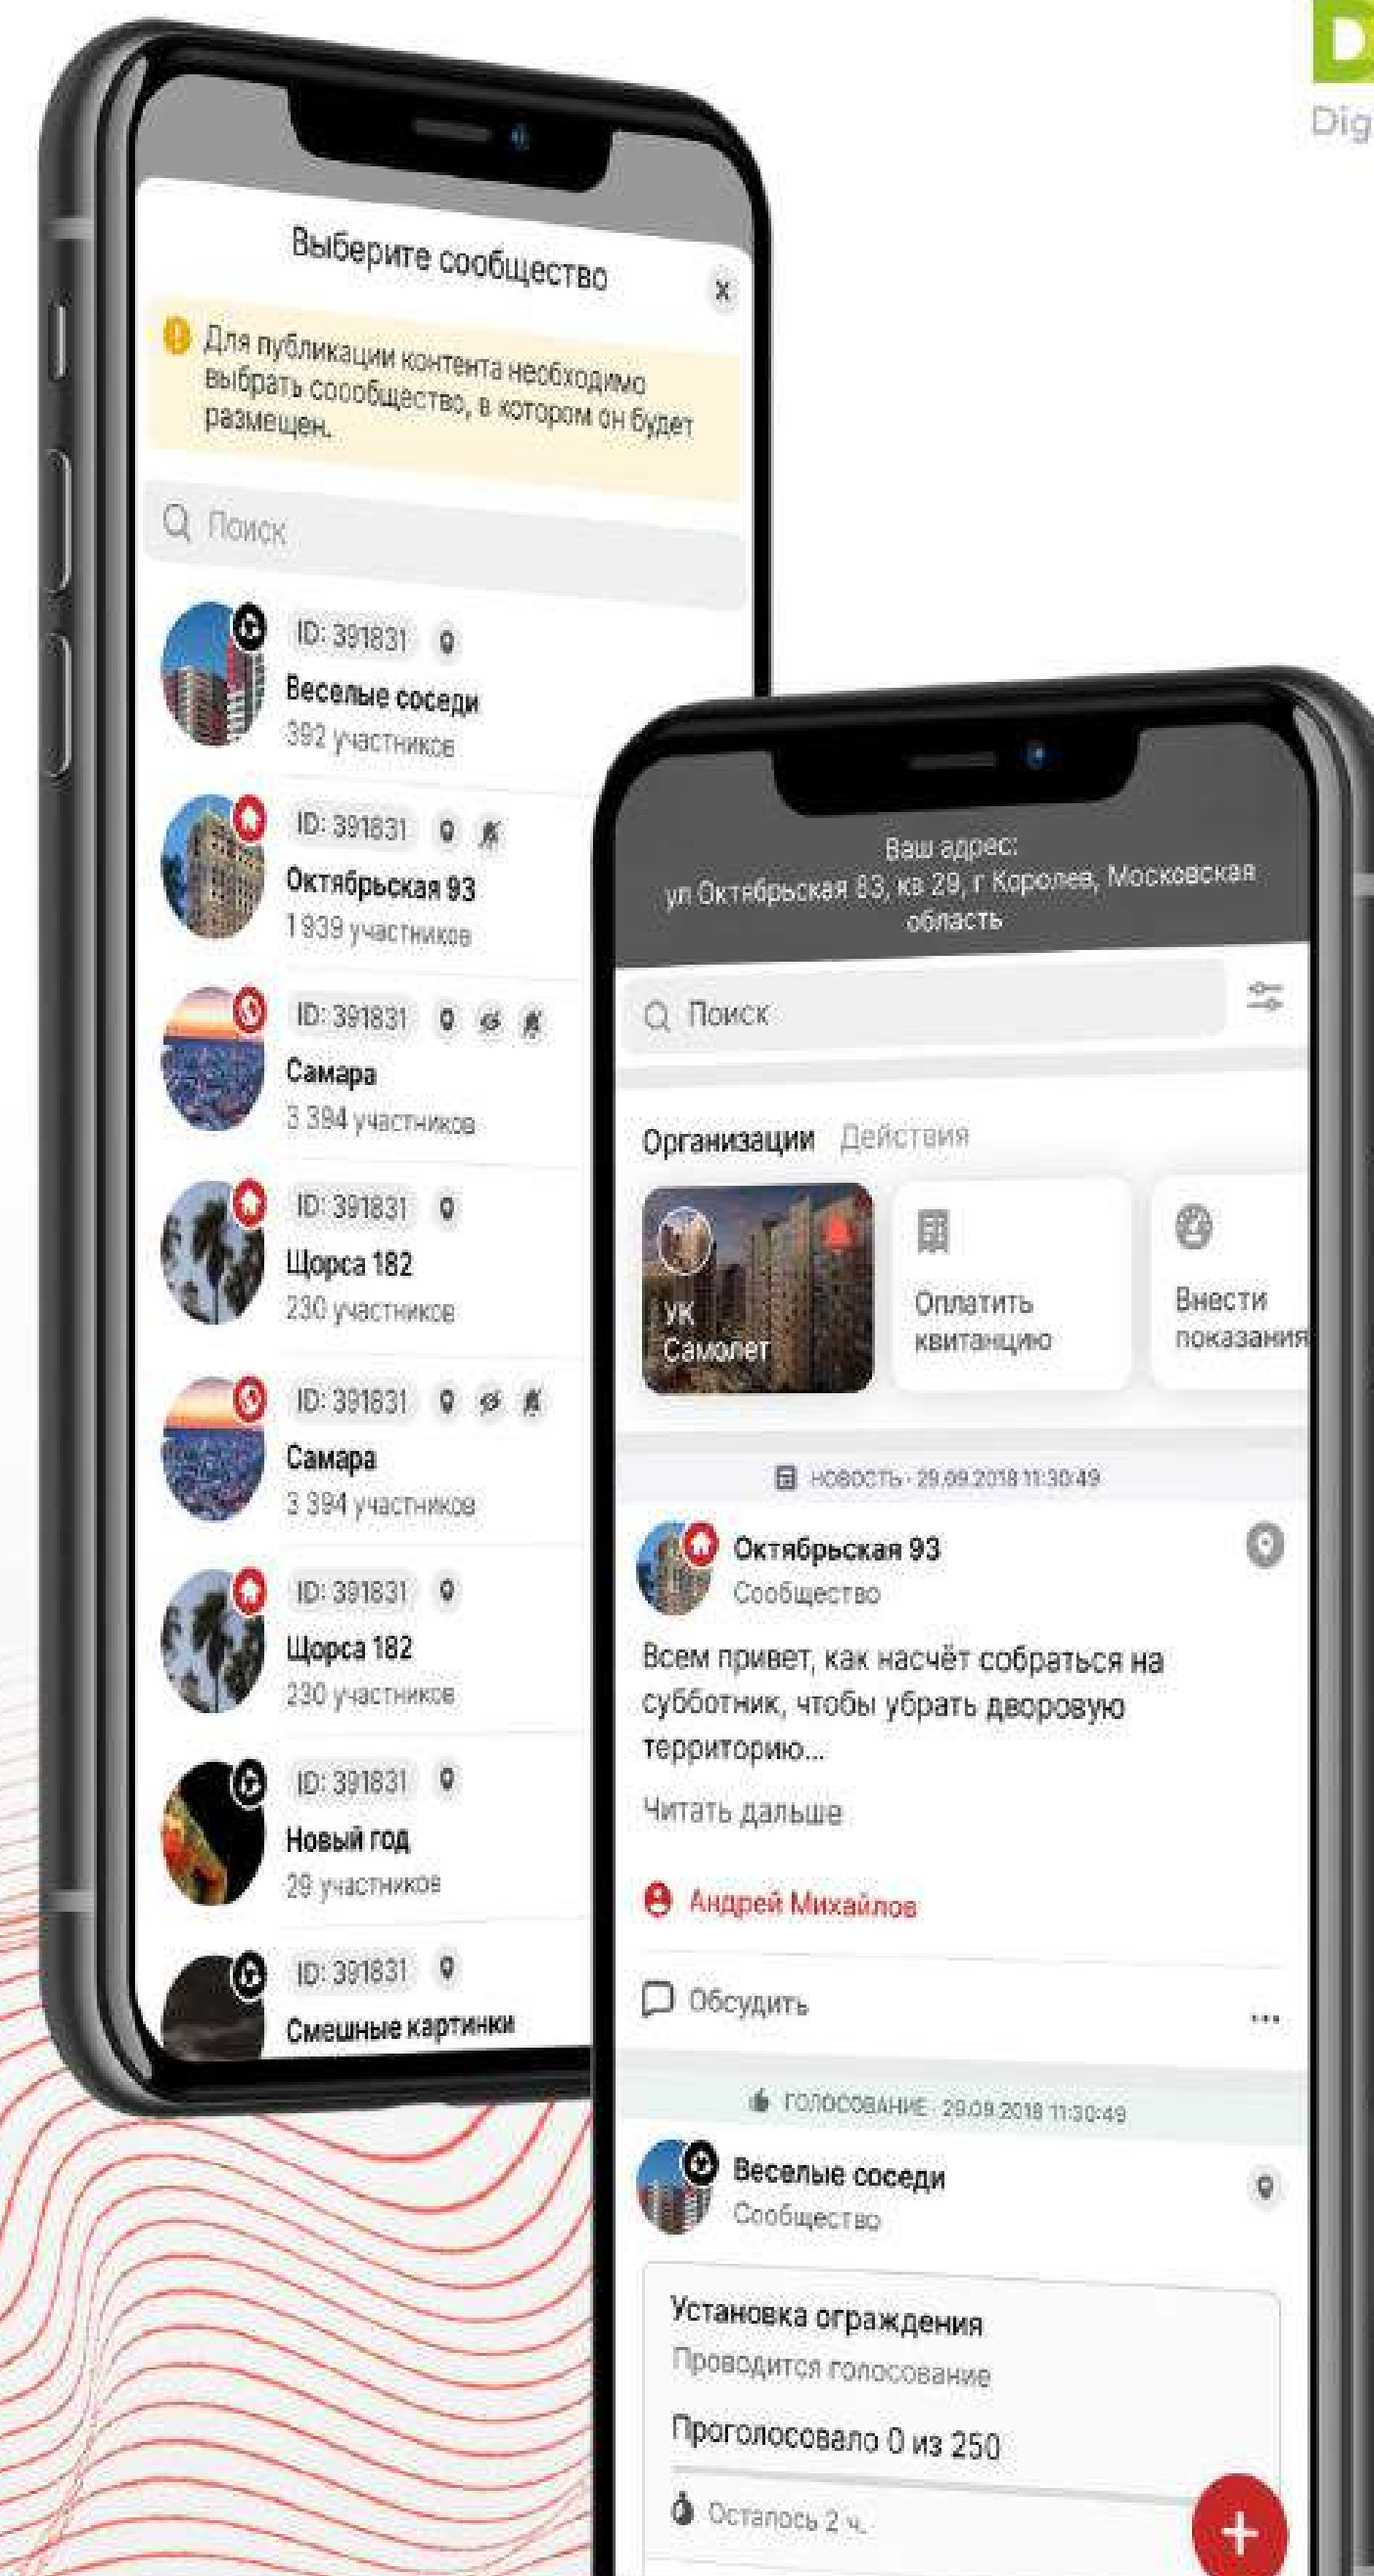 D
Dig
Выберите сообщество
Для публикации контента необходимо
выбрать соообщество, в котором он будет
размещен.
Поиск
ID: 391831
Веселые соседи
392 участников
ID: 391831
Октябрьская 93
1 939 участников
ID: 391831
Самара
3 394 участников
ID: 391831
Щорса 182
230 участников
ID: 391831
Самара
3 394 участников
ID: 391831
Щорса 182
230 участников
ID: 391831
Новый год
29 участников
ID: 391831
Смешные картинки
Ваш адрес:
ул Октябрьская 83, кв 29, г Королев, Московская
область
Поиск
Организации Действия
УК
Самолет
Оплатить
квитанцию
Внести
показания
НОВОСТЬ · 29.09.2018 11:30:49
Октябрьская 93
Сообщество
Всем привет, как насчёт собраться на
субботник, чтобы убрать дворовую
территорию...
Читать дальше
Андрей Михайлов
Обсудить
ГОЛОСОВАНИЕ · 29.09.2018 11:30:49
Веселые соседи
Сообщество
Установка ограждения
Проводится голосование
Проголосовало 0 из 250
Осталось 2 ч.